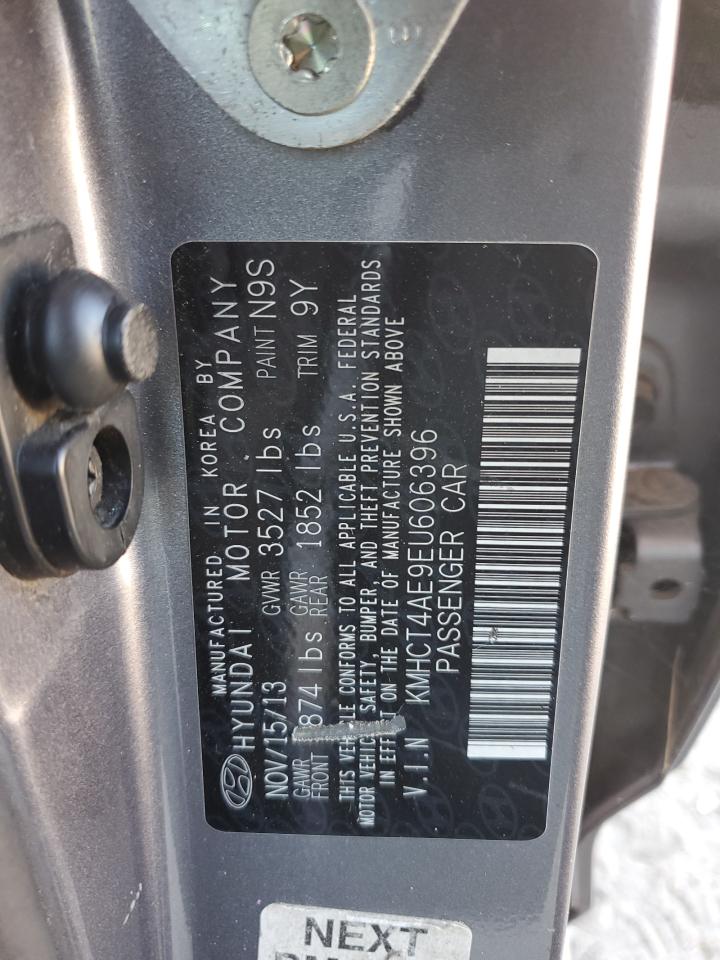 MANUFACTURED IN KOREA BY
HYUNDAI MOTOR COMPANY
NOV/15/13 GVWR 3527 lbs PAINT N9S
GAWR FRONT 874 lbs GAWR REAR 1852 lbs TRIM 9Y
THIS VEHICLE CONFORMS TO ALL APPLICABLE U.S.A. FEDERAL
MOTOR VEHICLE SAFETY, BUMPER, AND THEFT PREVENTION STANDARDS
IN EFFECT ON THE DATE OF MANUFACTURE SHOWN ABOVE
V.I.N KMHCT4AE9EU606396
PASSENGER CAR
NEXT